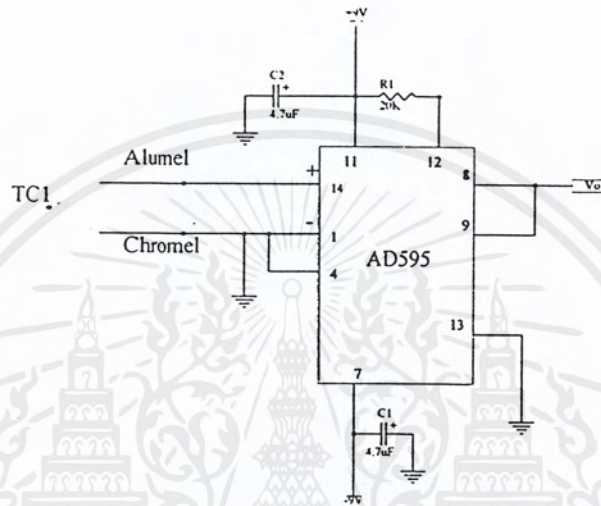 +9V
C2
+
4.7uF
R1
20K
11
12
Alumel
+
14
8
Vo
TC1
-
1
9
Chromel
4
AD595
13
7
C1
+
4.7uF
-9V